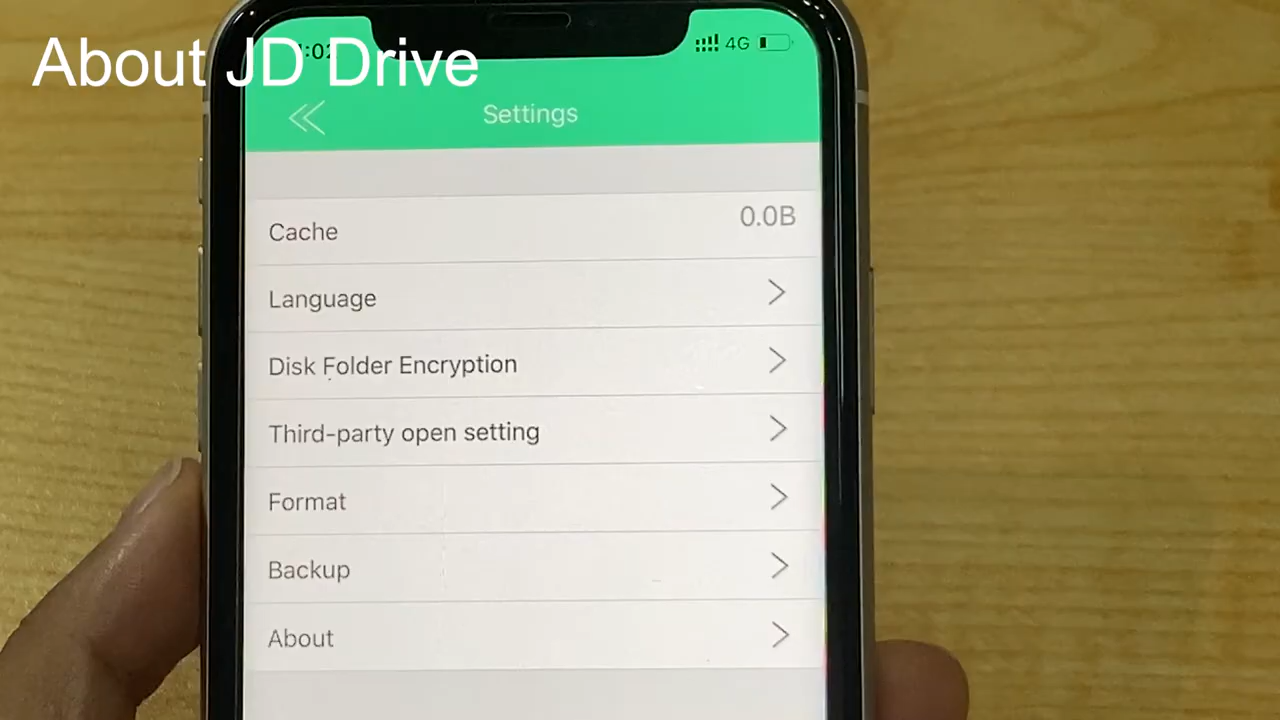 About JD Drive
4G
Settings
Cache
0.0B
Language
Disk Folder Encryption
Third-party open setting
Format
Backup
About